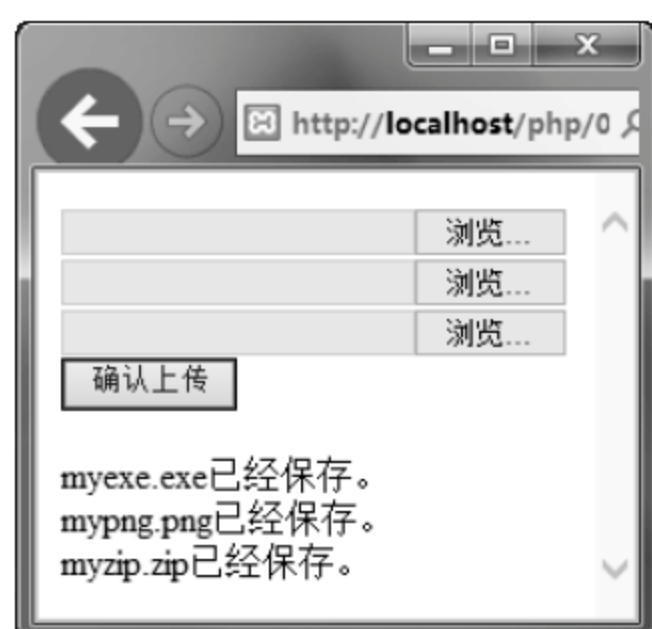 http://localhost/php/0
浏览...
浏览...
浏览...
确认上传
myexe.exe已经保存。
mypng.png已经保存。
myzip.zip已经保存。